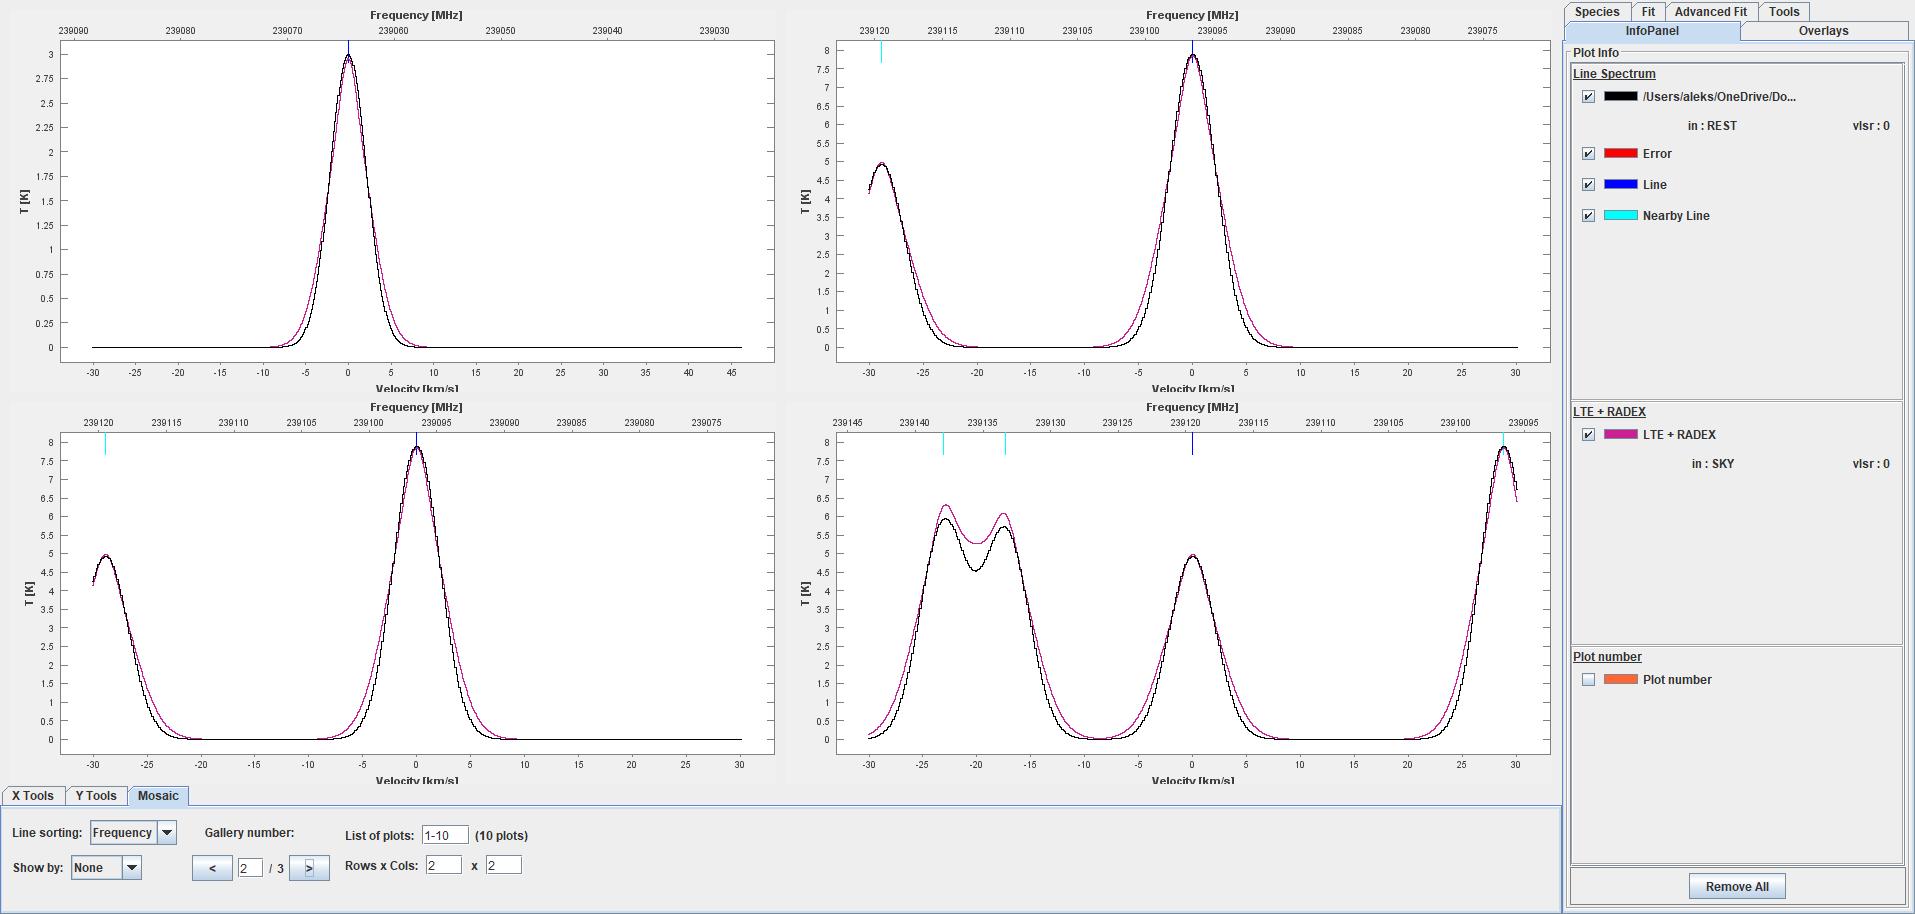 Frequency [MHz]
239090 239080 239070 239060 239050 239040 239030
3
2.75
2.5
2.25
2
1.75
1.5
1.25
1
0.75
0.5
0.25
0
T [K]
-30 -25 -20 -15 -10 -5 0 5 10 15 20 25 30 35 40 45
Velocity [km/s]
Frequency [MHz]
239120 239115 239110 239105 239100 239095 239090 239085 239080 239075
8
7.5
7
6.5
6
5.5
5
4.5
4
3.5
3
2.5
2
1.5
1
0.5
0
T [K]
-30 -25 -20 -15 -10 -5 0 5 10 15 20 25 30
Velocity [km/s]
Frequency [MHz]
239120 239115 239110 239105 239100 239095 239090 239085 239080 239075
8
7.5
7
6.5
6
5.5
5
4.5
4
3.5
3
2.5
2
1.5
1
0.5
0
T [K]
-30 -25 -20 -15 -10 -5 0 5 10 15 20 25 30
Velocity [km/s]
Frequency [MHz]
239145 239140 239135 239130 239125 239120 239115 239110 239105 239100 239095
8
7.5
7
6.5
6
5.5
5
4.5
4
3.5
3
2.5
2
1.5
1
0.5
0
T [K]
-30 -25 -20 -15 -10 -5 0 5 10 15 20 25 30
Velocity [km/s]
X Tools Y Tools Mosaic
Line sorting: Frequency Gallery number: List of plots: 1-10 (10 plots)
Show by: None < 2 / 3 > Rows x Cols: 2 x 2
Species Fit Advanced Fit Tools
InfoPanel Overlays
Plot Info
Line Spectrum
/Users/aleks/OneDrive/Do...
in : REST vlsr : 0
Error
Line
Nearby Line
LTE + RADEX
LTE + RADEX
in : SKY vlsr : 0
Plot number
Plot number
Remove All